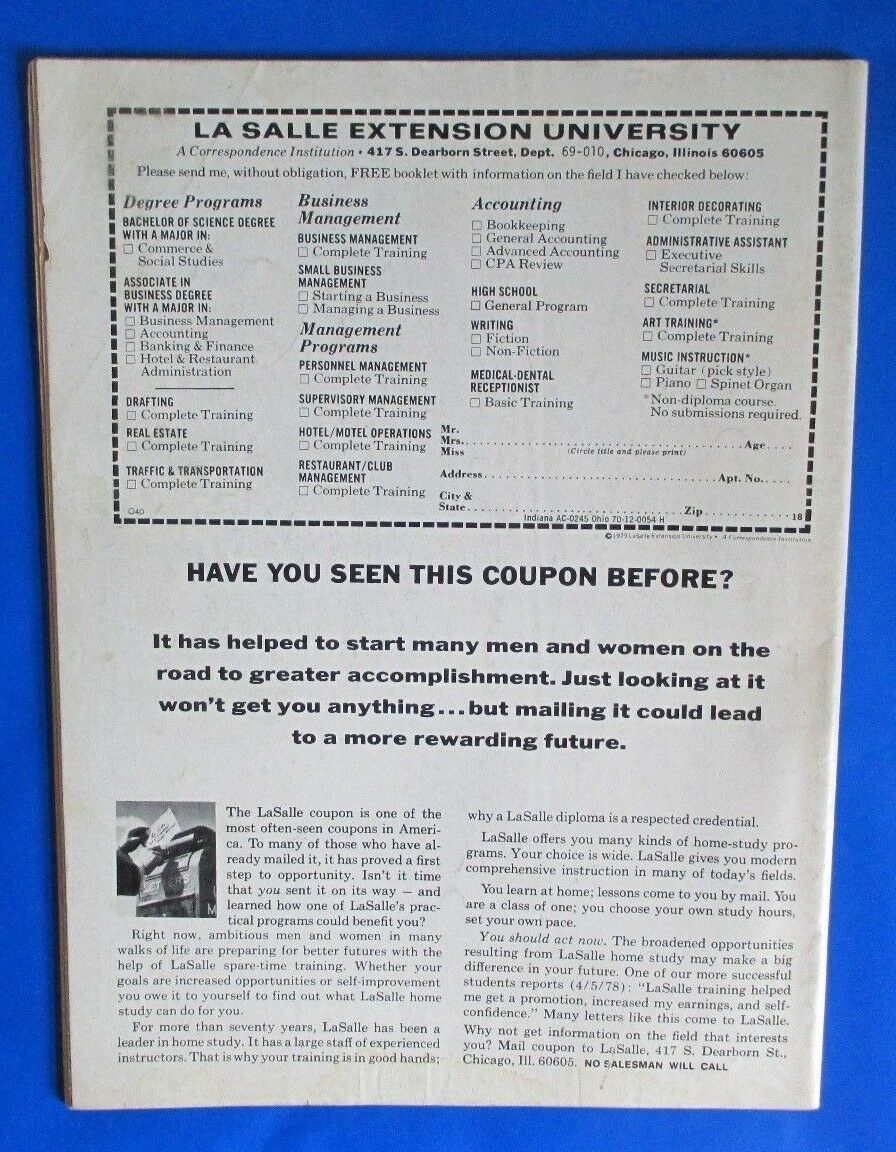 LA SALLE EXTENSION UNIVERSITY
A Correspondence Institution • 417 S. Dearborn Street, Dept. 69-010, Chicago, Illinois 60605
Please send me, without obligation, FREE booklet with information on the field I have checked below:
Degree Programs
BACHELOR OF SCIENCE DEGREE
WITH A MAJOR IN:
☐ Commerce &
Social Studies
ASSOCIATE IN
BUSINESS DEGREE
WITH A MAJOR IN:
☐ Business Management
☐ Accounting
☐ Banking & Finance
☐ Hotel & Restaurant
Administration
DRAFTING
☐ Complete Training
REAL ESTATE
☐ Complete Training
TRAFFIC & TRANSPORTATION
☐ Complete Training
Business
Management
BUSINESS MANAGEMENT
☐ Complete Training
SMALL BUSINESS
MANAGEMENT
☐ Starting a Business
☐ Managing a Business
Management
Programs
PERSONNEL MANAGEMENT
☐ Complete Training
SUPERVISORY MANAGEMENT
☐ Complete Training
HOTEL/MOTEL OPERATIONS
☐ Complete Training
RESTAURANT/CLUB
MANAGEMENT
☐ Complete Training
Accounting
☐ Bookkeeping
☐ General Accounting
☐ Advanced Accounting
☐ CPA Review
HIGH SCHOOL
☐ General Program
WRITING
☐ Fiction
☐ Non-Fiction
MEDICAL-DENTAL
RECEPTIONIST
☐ Basic Training
INTERIOR DECORATING
☐ Complete Training
ADMINISTRATIVE ASSISTANT
☐ Executive
Secretarial Skills
SECRETARIAL
☐ Complete Training
ART TRAINING*
☐ Complete Training
MUSIC INSTRUCTION*
☐ Guitar (pick style)
☐ Piano ☐ Spinet Organ
*Non-diploma course.
No submissions required.
Mr.
Mrs. Age
Miss (Circle title and please print)
Address Apt. No.
City &
State Zip 18
040 Indiana AC-0245 Ohio 70-12-0054 H
©1979 LaSalle Extension University • A Correspondence Institution
HAVE YOU SEEN THIS COUPON BEFORE?
It has helped to start many men and women on the
road to greater accomplishment. Just looking at it
won't get you anything...but mailing it could lead
to a more rewarding future.
The LaSalle coupon is one of the
most often-seen coupons in Ameri-
ca. To many of those who have al-
ready mailed it, it has proved a first
step to opportunity. Isn't it time
that you sent it on its way — and
learned how one of LaSalle's prac-
tical programs could benefit you?
Right now, ambitious men and women in many
walks of life are preparing for better futures with the
help of LaSalle spare-time training. Whether your
goals are increased opportunities or self-improvement
you owe it to yourself to find out what LaSalle home
study can do for you.
For more than seventy years, LaSalle has been a
leader in home study. It has a large staff of experienced
instructors. That is why your training is in good hands;
why a LaSalle diploma is a respected credential.
LaSalle offers you many kinds of home-study pro-
grams. Your choice is wide. LaSalle gives you modern
comprehensive instruction in many of today's fields.
You learn at home; lessons come to you by mail. You
are a class of one; you choose your own study hours,
set your own pace.
You should act now. The broadened opportunities
resulting from LaSalle home study may make a big
difference in your future. One of our more successful
students reports (4/5/78): "LaSalle training helped
me get a promotion, increased my earnings, and self-
confidence." Many letters like this come to LaSalle.
Why not get information on the field that interests
you? Mail coupon to LaSalle, 417 S. Dearborn St.,
Chicago, Ill. 60605. NO SALESMAN WILL CALL